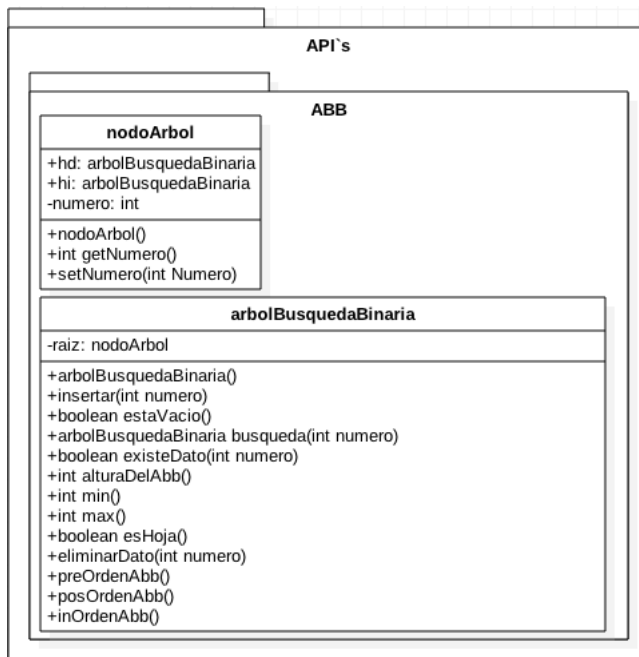 API`s
ABB
nodoArbol
+hd: arbolBusquedaBinaria
+hi: arbolBusquedaBinaria
-numero: int
+nodoArbol()
+int getNumero()
+setNumero(int Numero)
arbolBusquedaBinaria
-raiz: nodoArbol
+arbolBusquedaBinaria()
+insertar(int numero)
+boolean estaVacio()
+arbolBusquedaBinaria busqueda(int numero)
+boolean existeDato(int numero)
+int alturaDelAbb()
+int min()
+int max()
+boolean esHoja()
+eliminarDato(int numero)
+preOrdenAbb()
+posOrdenAbb()
+inOrdenAbb()